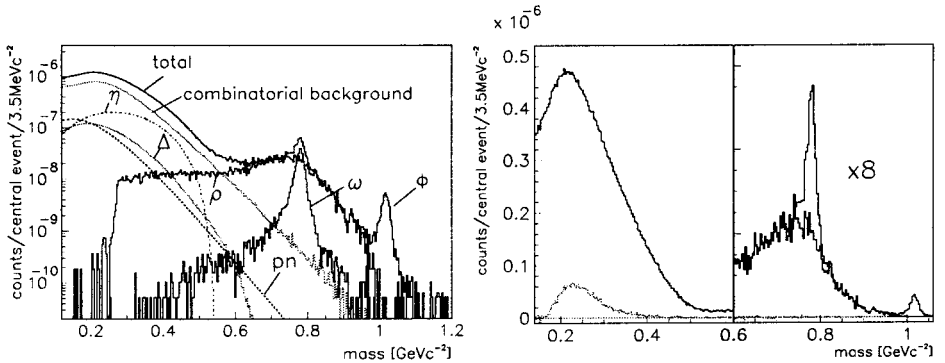 counts/central event/3.5MeVc⁻²
10⁻⁶
10⁻⁷
10⁻⁸
10⁻⁹
10⁻¹⁰
total
combinatorial background
η
Δ
ρ
ω
ϕ
pn
0.2 0.4 0.6 0.8 1 1.2
mass [GeVc⁻²]
x 10⁻⁶
counts/central event/3.5MeVc⁻²
0.5
0.4
0.3
0.2
0.1
0
x8
0.2 0.4 0.6 0.8 1
mass [GeVc⁻²]